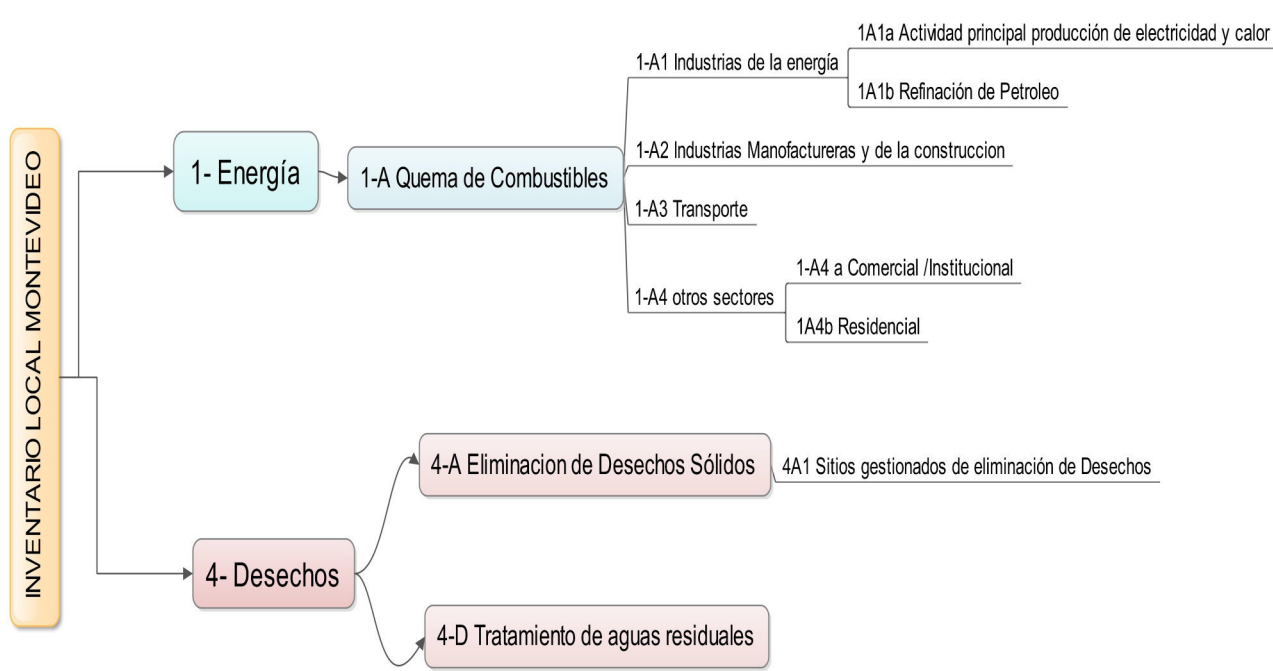 INVENTARIO LOCAL MONTEVIDEO
1- Energía
1-A Quema de Combustibles
1-A1 Industrias de la energía
1A1a Actividad principal producción de electricidad y calor
1A1b Refinación de Petroleo
1-A2 Industrias Manofactureras y de la construccion
1-A3 Transporte
1-A4 otros sectores
1-A4 a Comercial /Institucional
1A4b Residencial
4- Desechos
4-A Eliminacion de Desechos Sólidos
4A1 Sitios gestionados de eliminación de Desechos
4-D Tratamiento de aguas residuales